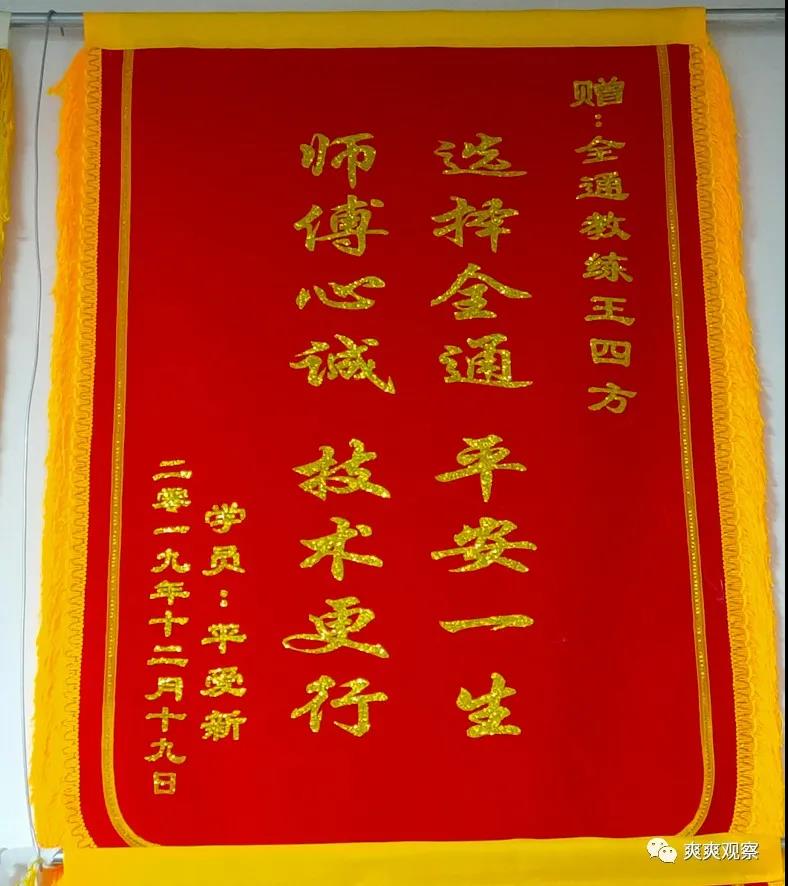 赠：全通教练王四方
选择全通 平安一生
师傅心诚 技术更行
学员：平爱新
二零一九年十二月十九日
爽爽观察